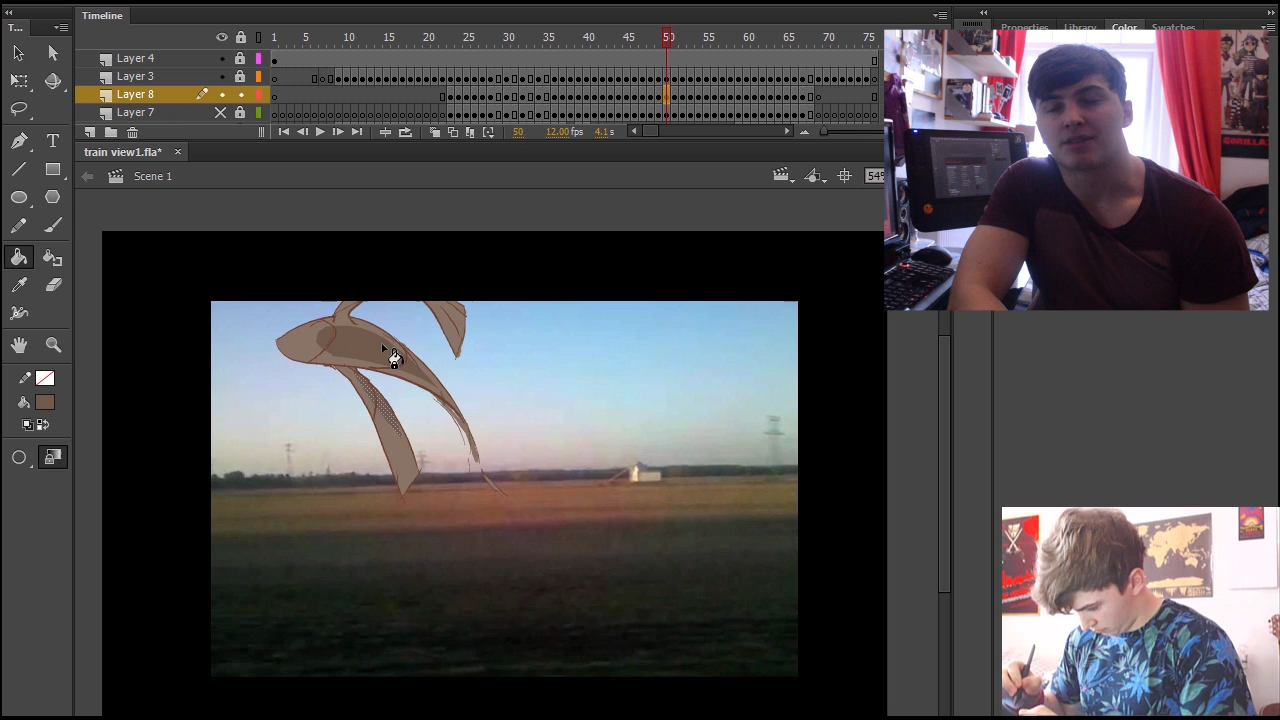 T...
Timeline
Properties
Library
Color
Swatches
1 5 10 15 20 25 30 35 40 45 50 55 60 65 70 75
Layer 4
Layer 3
Layer 8
Layer 7
50 12.00 fps 4.1 s
train view1.fla*
Scene 1
54%
T
GORILLAZ